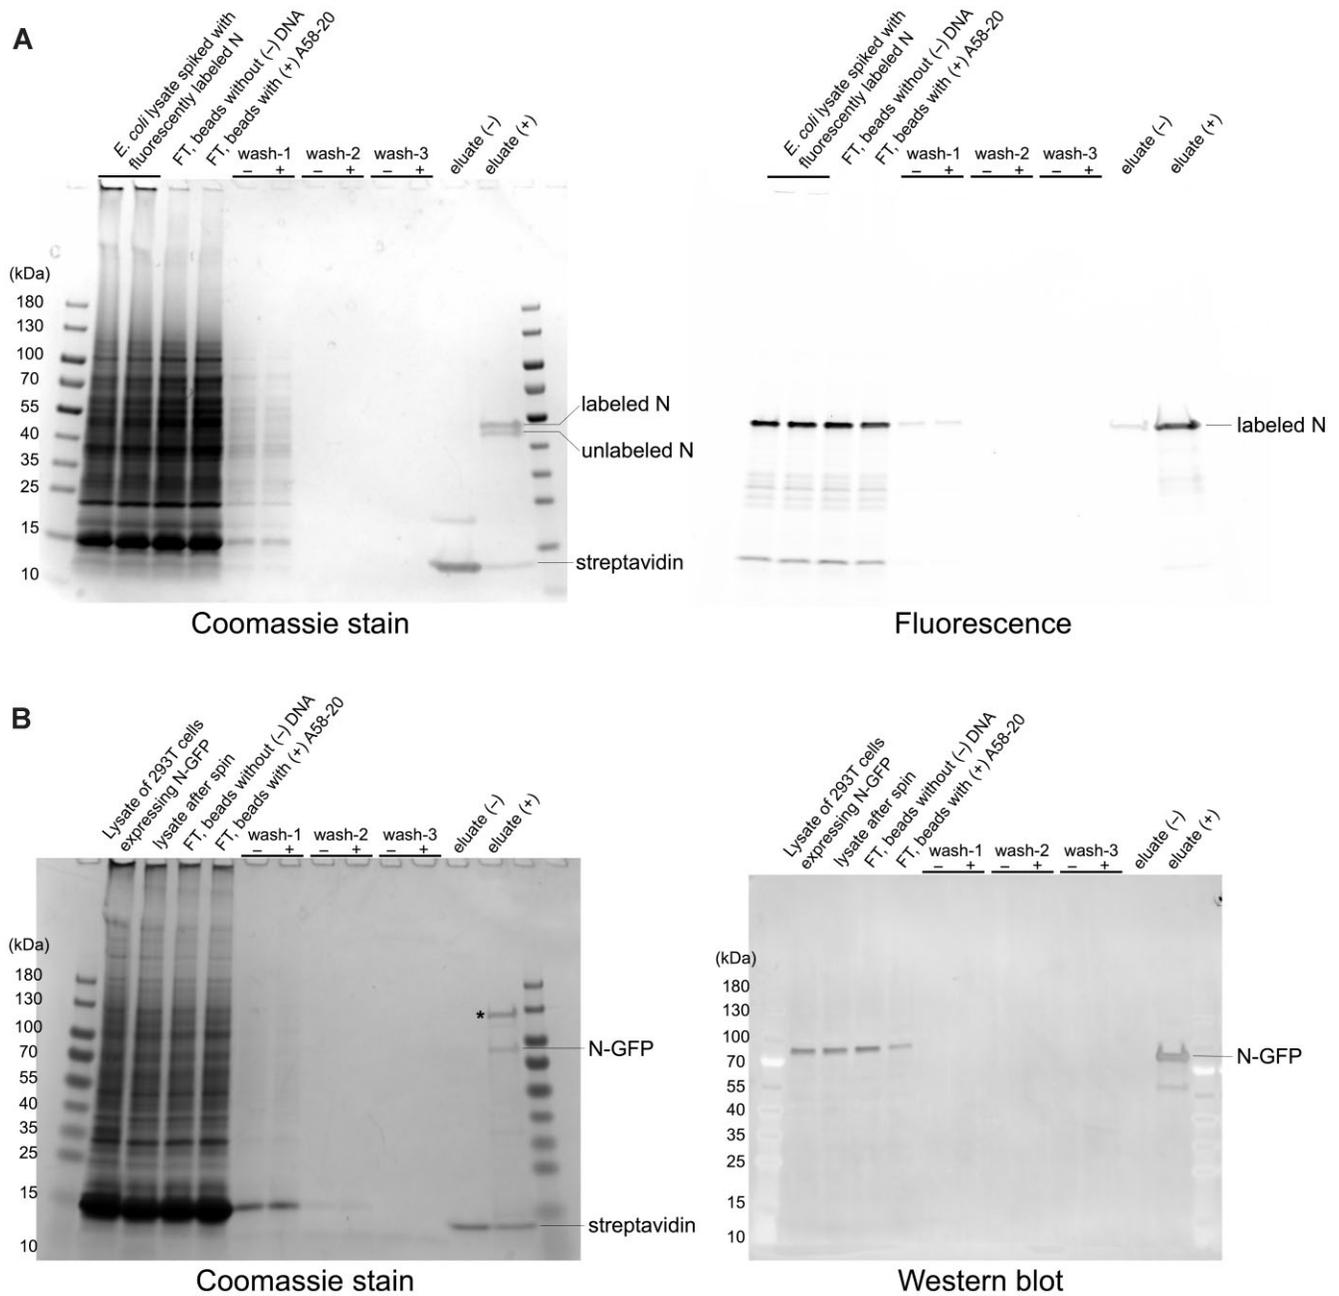 A
E. coli lysate spiked with
fluorescently labeled N
FT, beads without (–) DNA
FT, beads with (+) A58-20
wash-1
wash-2
wash-3
– + – + – +
eluate (–)
eluate (+)
(kDa)
180
130
100
70
55
40
35
25
15
10
labeled N
unlabeled N
streptavidin
Coomassie stain
E. coli lysate spiked with
fluorescently labeled N
FT, beads without (–) DNA
FT, beads with (+) A58-20
wash-1
wash-2
wash-3
– + – + – +
eluate (–)
eluate (+)
labeled N
Fluorescence
B
Lysate of 293T cells
expressing N-GFP
lysate after spin
FT, beads without (–) DNA
FT, beads with (+) A58-20
wash-1
wash-2
wash-3
– + – + – +
eluate (–)
eluate (+)
(kDa)
180
130
100
70
55
40
35
25
15
10
*
N-GFP
streptavidin
Coomassie stain
Lysate of 293T cells
expressing N-GFP
lysate after spin
FT, beads without (–) DNA
FT, beads with (+) A58-20
wash-1
wash-2
wash-3
– + – + – +
eluate (–)
eluate (+)
(kDa)
180
130
100
70
55
40
35
25
15
10
N-GFP
Western blot